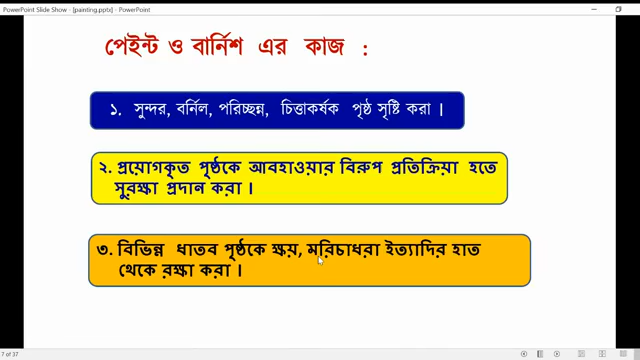 PowerPoint Slide Show - [painting.pptx] - PowerPoint
পেইন্ট ও বার্নিশ এর কাজ :
১. সুন্দর, বর্নিল, পরিচ্ছন্ন, চিত্তাকর্ষক পৃষ্ঠ সৃষ্টি করা ।
২. প্রয়োগকৃত পৃষ্ঠকে আবহাওয়ার বিরুপ প্রতিক্রিয়া হতে
সুরক্ষা প্রদান করা ।
৩. বিভিন্ন ধাতব পৃষ্ঠকে ক্ষয়, মরিচাধরা ইত্যাদির হাত
থেকে রক্ষা করা ।
7 of 37